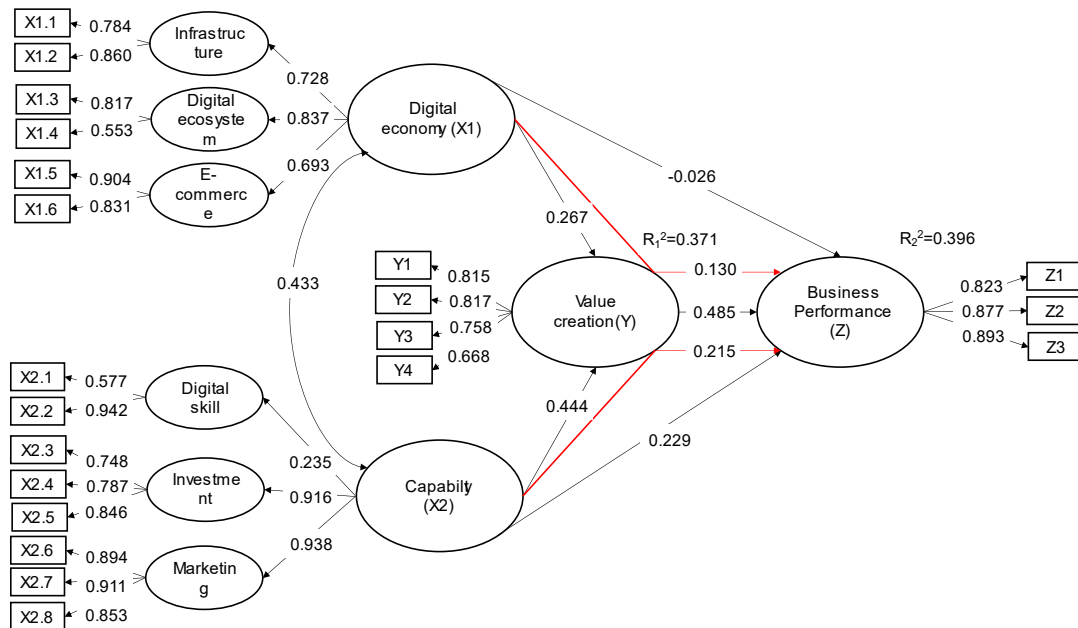 X1.1
0.784
X1.2
0.860
Infrastruc
ture
X1.3
0.817
X1.4
0.553
Digital
ecosyste
m
X1.5
0.904
X1.6
0.831
E-
commerc
e
0.728
0.837
0.693
Digital
economy (X1)
-0.026
0.267
R₁²=0.371
R₂²=0.396
0.433
Y1
0.815
Y2
0.817
Y3
0.758
Y4
0.668
Value
creation(Y)
0.130
0.485
0.215
Business
Performance
(Z)
0.823
Z1
0.877
Z2
0.893
Z3
0.444
0.229
X2.1
0.577
X2.2
0.942
Digital
skill
X2.3
0.748
X2.4
0.787
X2.5
0.846
Investme
nt
X2.6
0.894
X2.7
0.911
X2.8
0.853
Marketin
g
0.235
0.916
0.938
Capabilty
(X2)